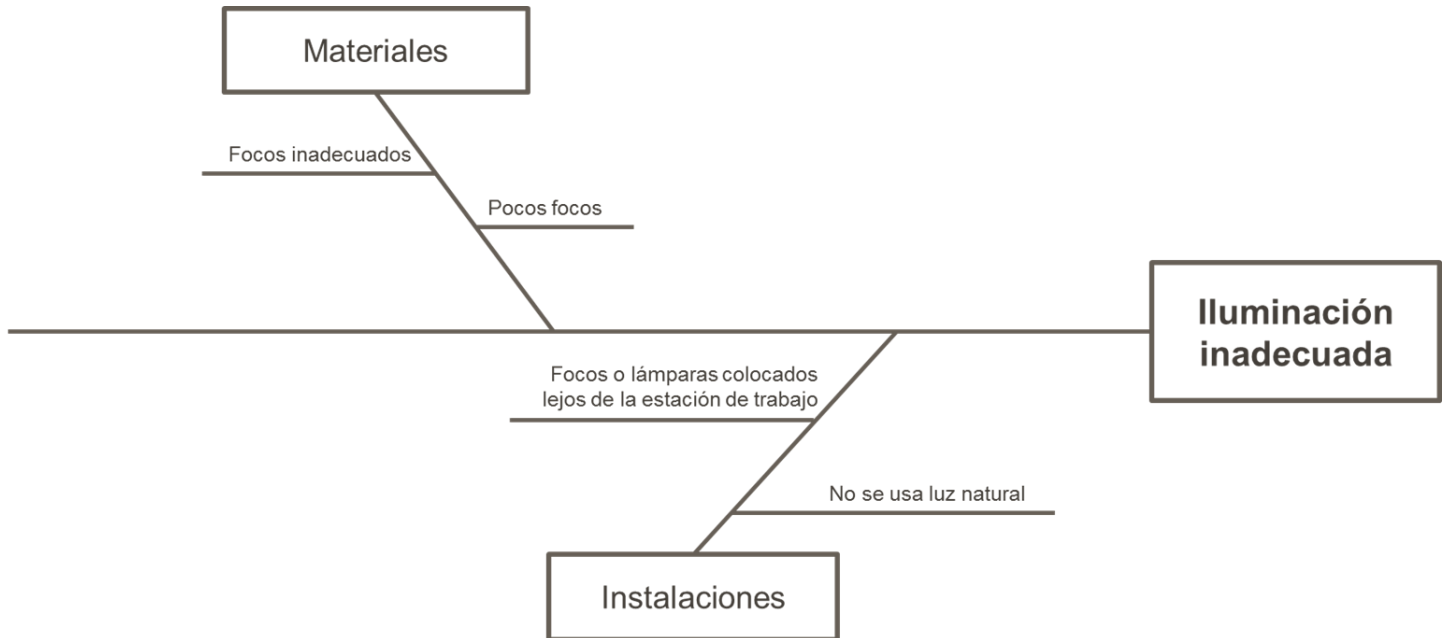 Materiales
Focos inadecuados
Pocos focos
Iluminación
inadecuada
Focos o lámparas colocados
lejos de la estación de trabajo
No se usa luz natural
Instalaciones